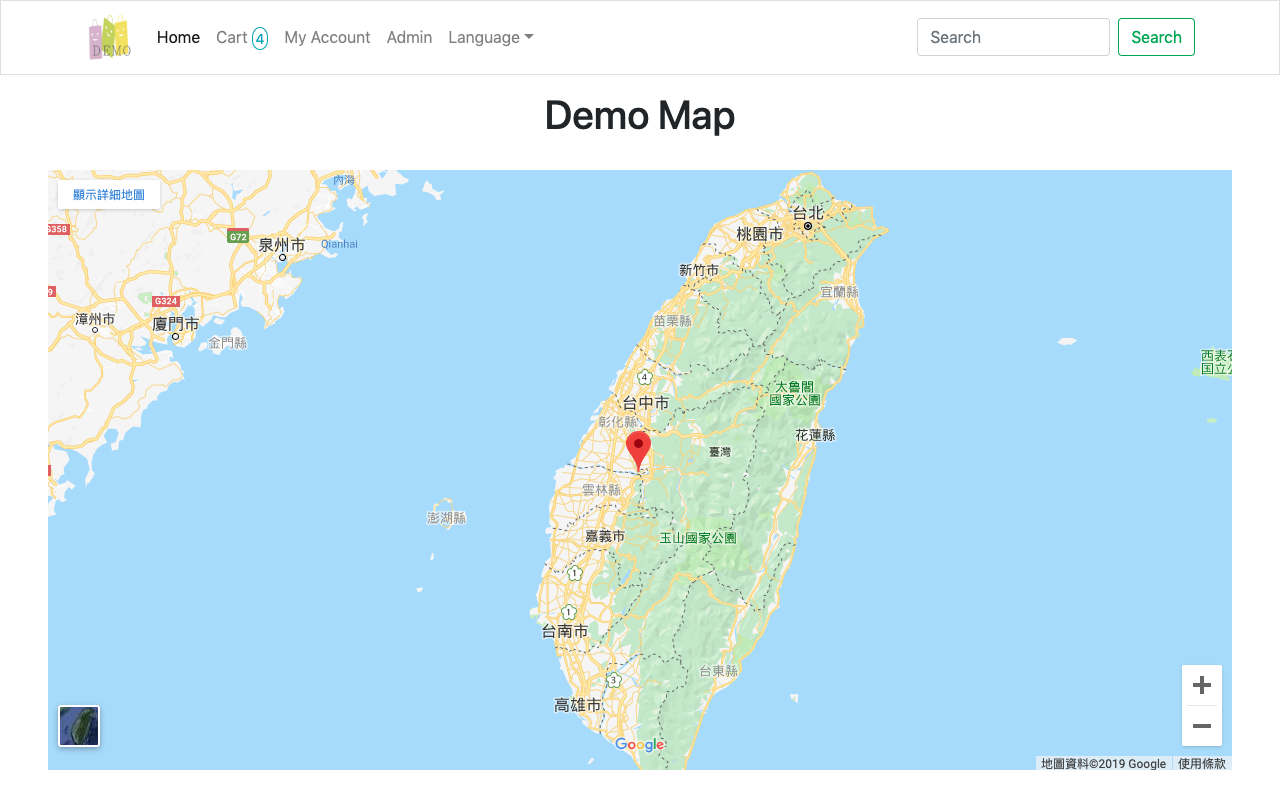 DEMO
Home
Cart 4
My Account
Admin
Language
Search
Search
Demo Map
顯示詳細地圖
內海
台北
G358
G72
桃園市
泉州市
Qianhai
新竹市
宜蘭縣
G324
漳州市
廈門市
苗栗縣
金門縣
西表石
国立公
4
太魯閣
國家公園
台中市
彰化縣
花蓮縣
臺灣
雲林縣
澎湖縣
嘉義市
玉山國家公園
1
1
台南市
台東縣
3
高雄市
Google
地圖資料©2019 Google
使用條款